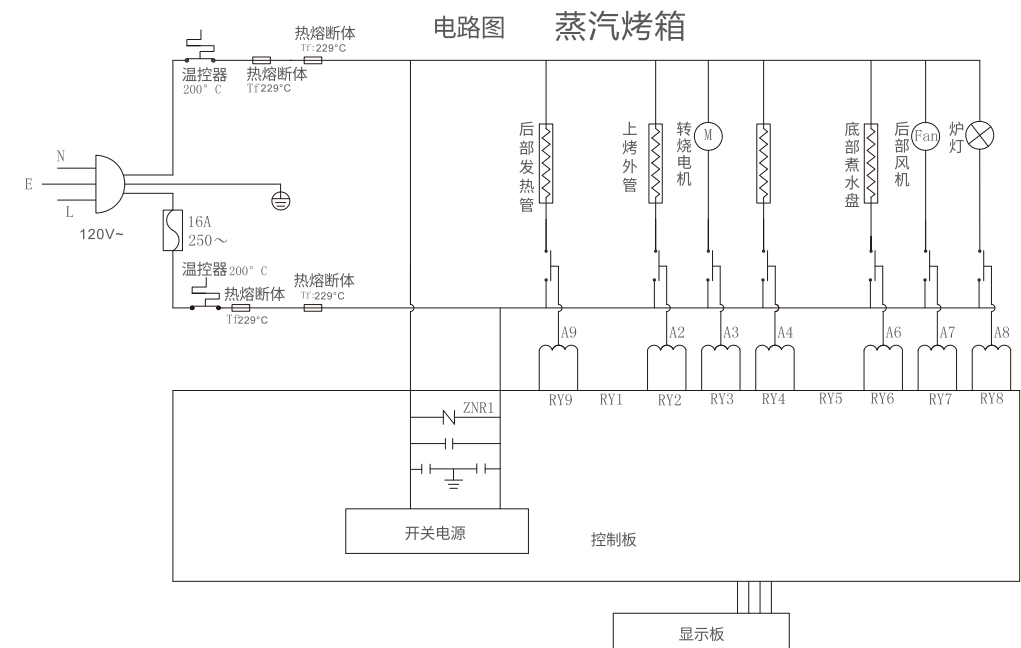 电路图
蒸汽烤箱
热熔断体
Tf:229°C
温控器
200° C
热熔断体
Tf229°C
后部发热管
上烤外管
转烧电机
M
底部煮水盘
后部风机
Fan
炉灯
N
E
L
120V~
16A
250～
温控器200° C
热熔断体
Tf229°C
热熔断体
Tf:229°C
A9
A2
A3
A4
A6
A7
A8
RY9
RY1
RY2
RY3
RY4
RY5
RY6
RY7
RY8
ZNR1
开关电源
控制板
显示板